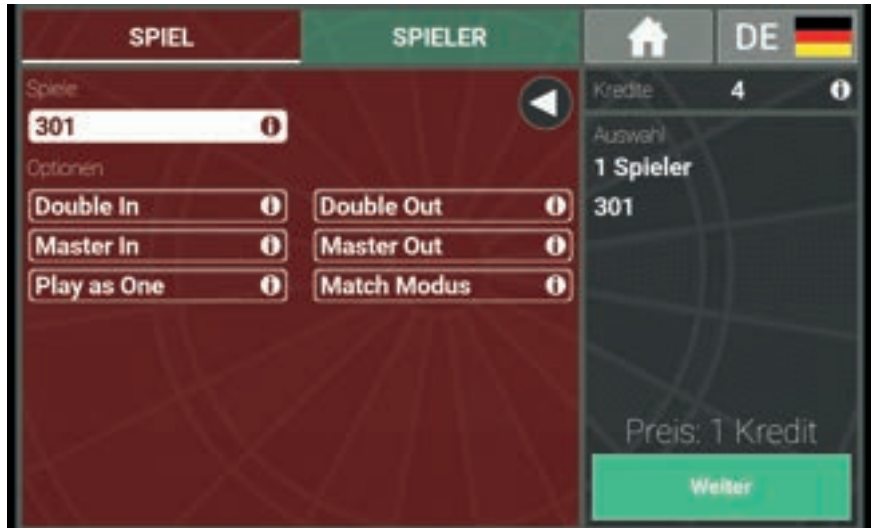 SPIEL
SPIELER
DE
Spiele
301
Optionen
Double In
Double Out
Master In
Master Out
Play as One
Match Modus
Kredite 4
Auswahl
1 Spieler
301
Preis: 1 Kredit
Weiter